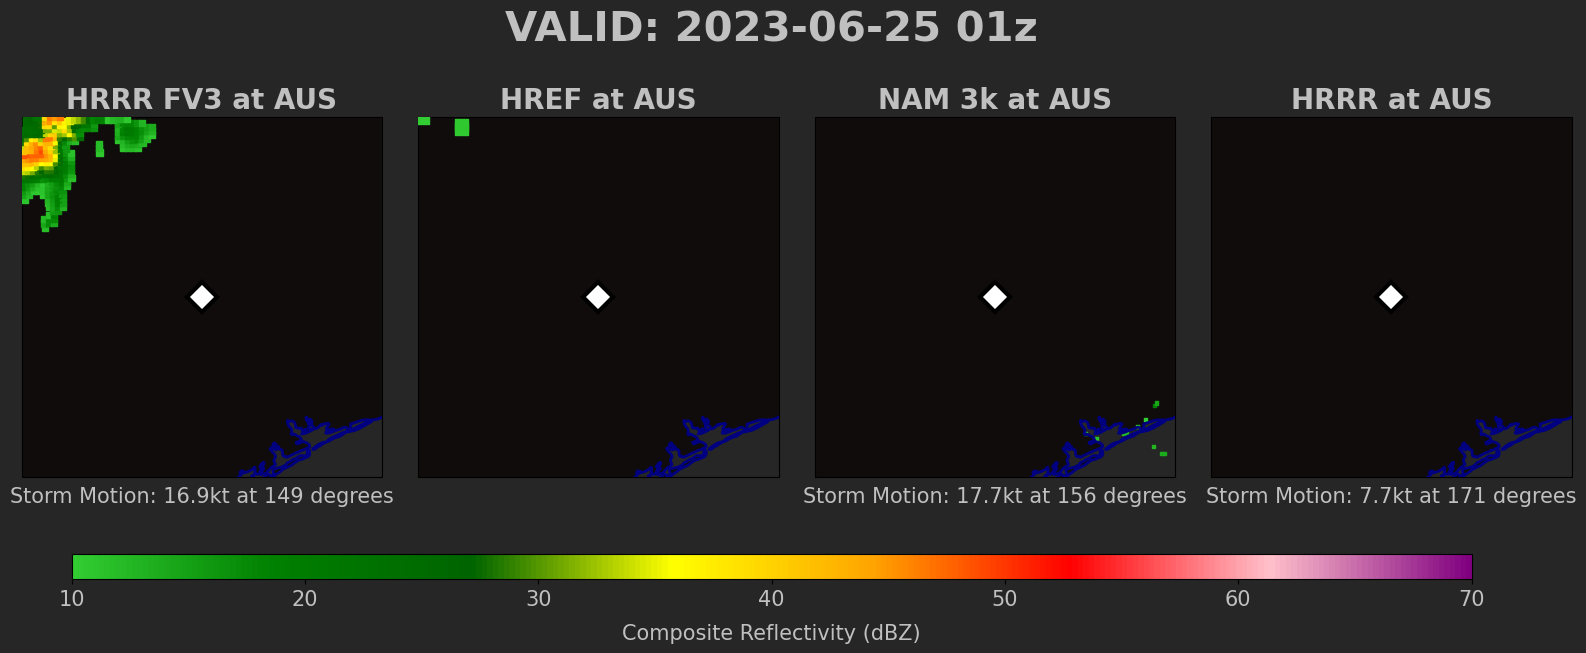 VALID: 2023-06-25 01z
HRRR FV3 at AUS
HREF at AUS
NAM 3k at AUS
HRRR at AUS
Storm Motion: 16.9kt at 149 degrees
Storm Motion: 17.7kt at 156 degrees
Storm Motion: 7.7kt at 171 degrees
10 20 30 40 50 60 70
Composite Reflectivity (dBZ)